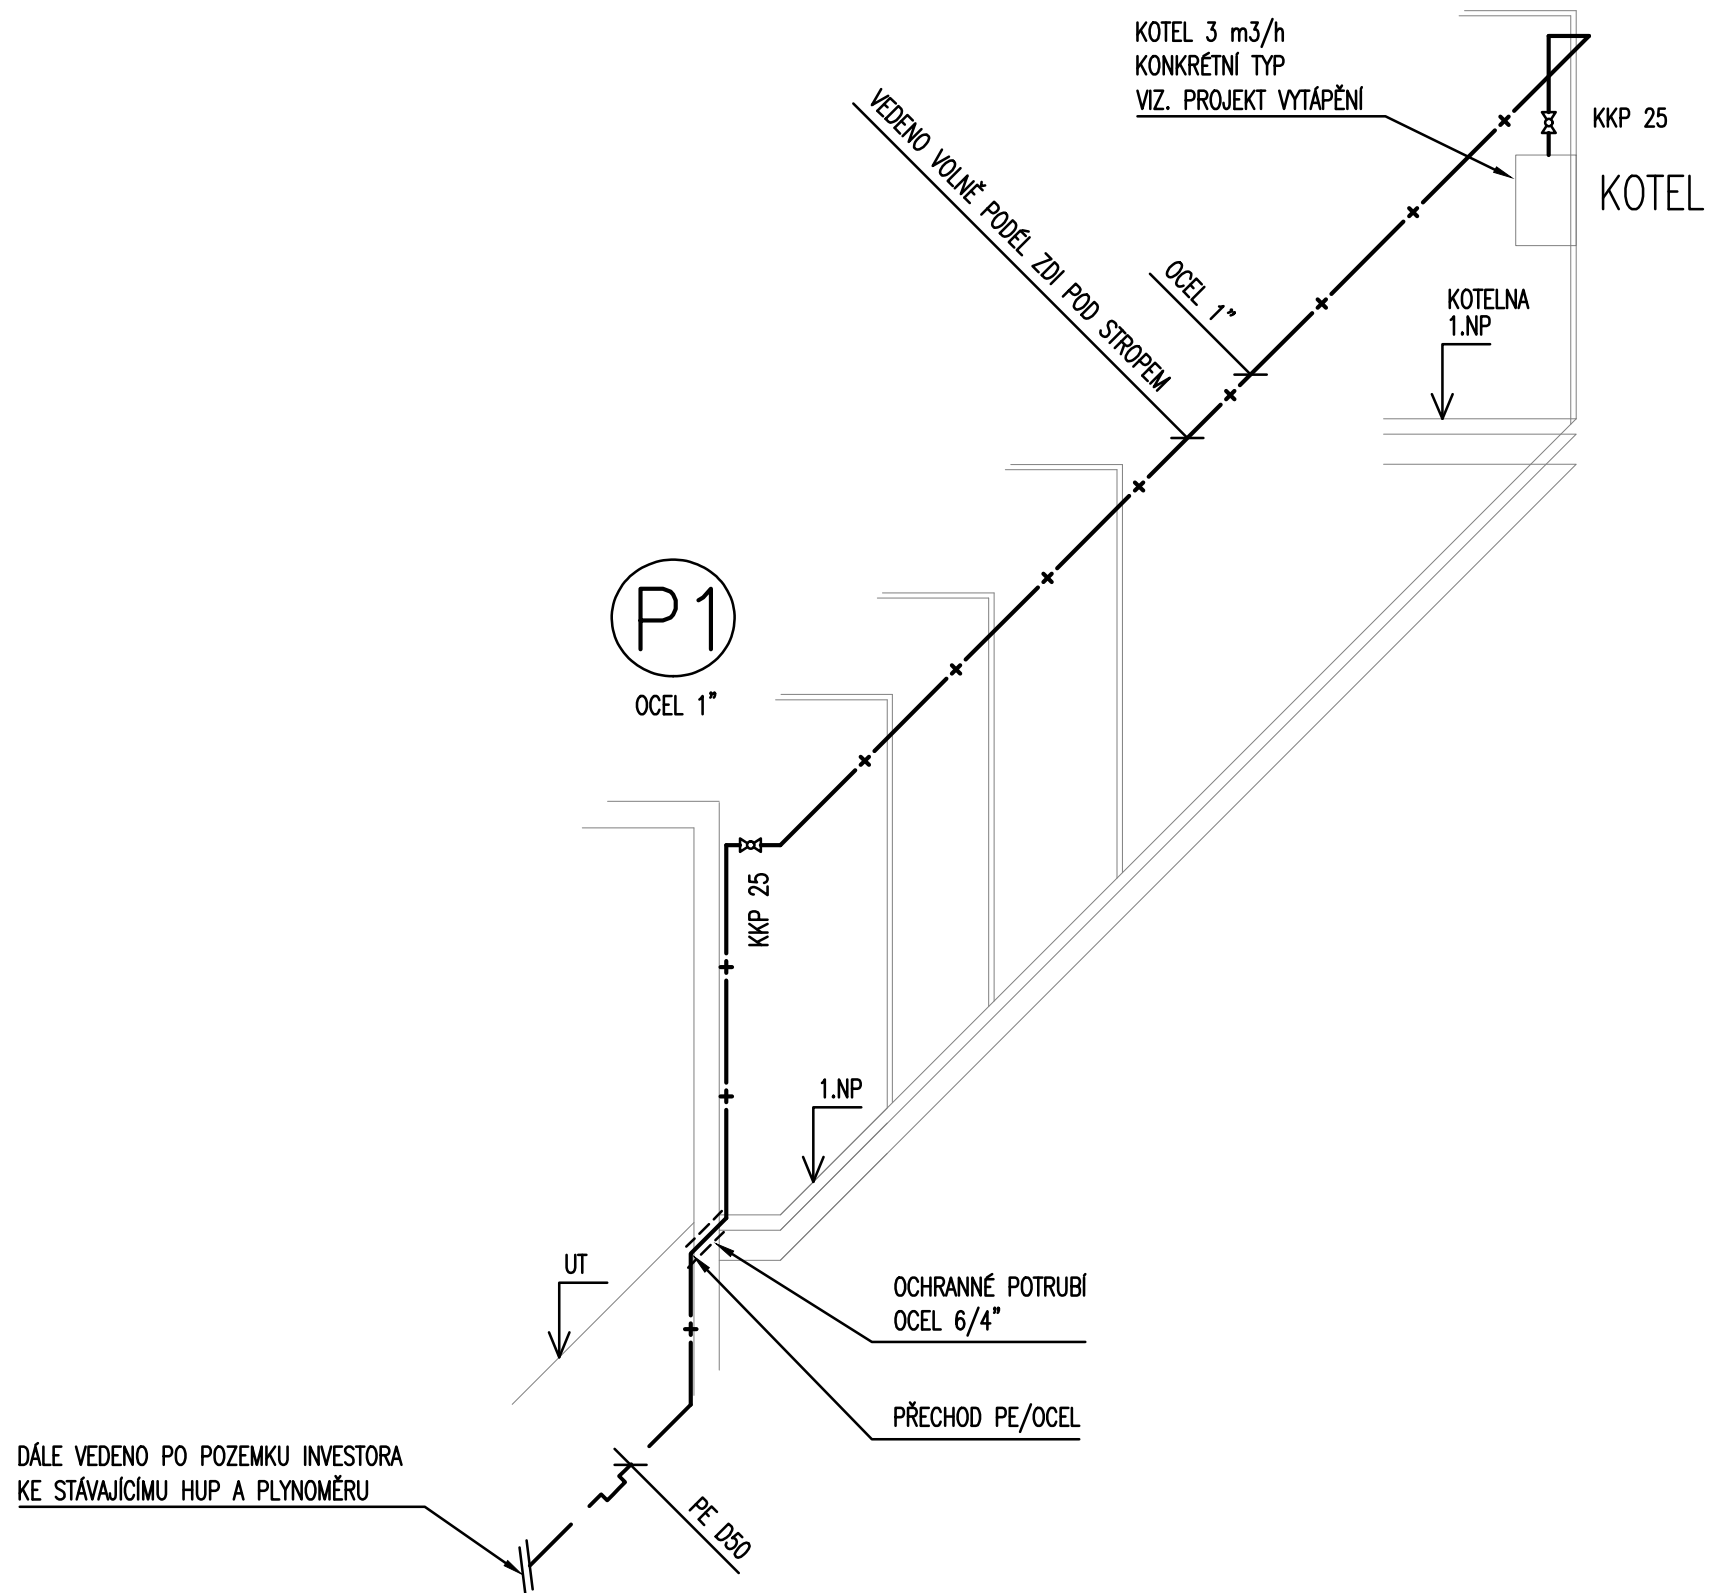 KOTEL 3 m3/h
KONKRÉTNÍ TYP
VIZ. PROJEKT VYTÁPĚNÍ
KKP 25
KOTEL
VEDENO VOLNĚ PODÉL ZDI POD STROPEM
OCEL 1"
KOTELNA
1.NP
P1
OCEL 1"
KKP 25
1.NP
UT
OCHRANNÉ POTRUBÍ
OCEL 6/4"
PŘECHOD PE/OCEL
DÁLE VEDENO PO POZEMKU INVESTORA
KE STÁVAJÍCÍMU HUP A PLYNOMĚRU
PE D50